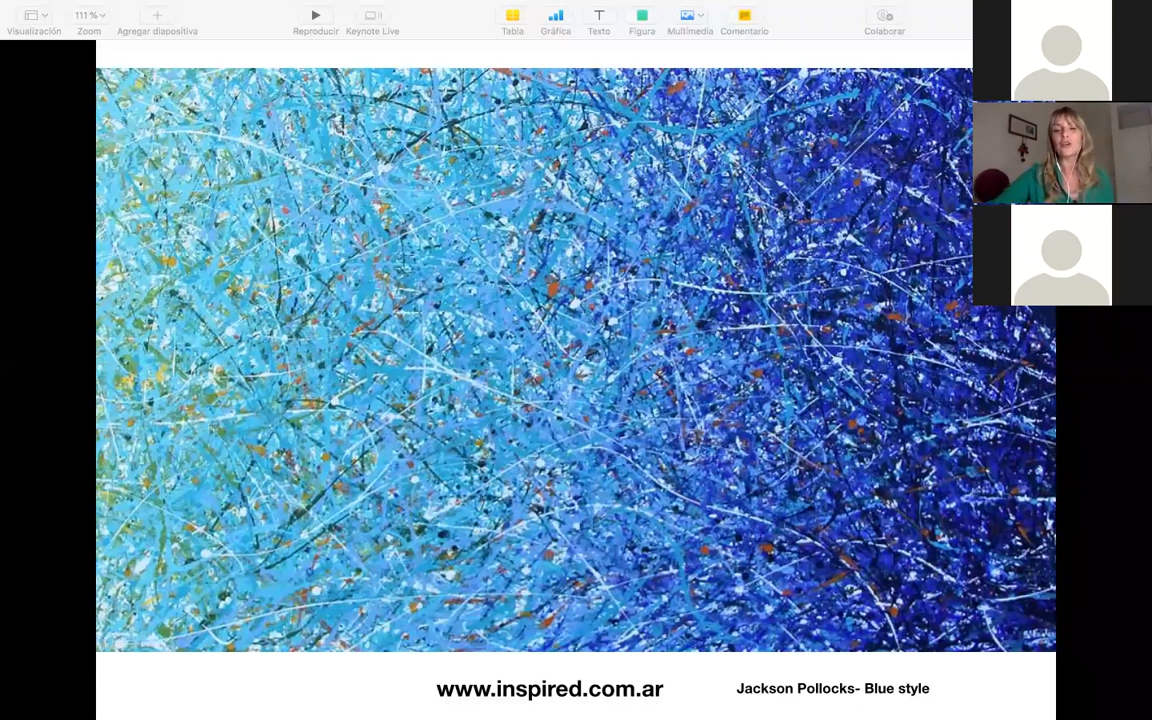 111 %
Visualización Zoom Agregar diapositiva Reproducir Keynote Live Tabla Gráfica Texto Figura Multimedia Comentario Colaborar
www.inspired.com.ar
Jackson Pollocks- Blue style